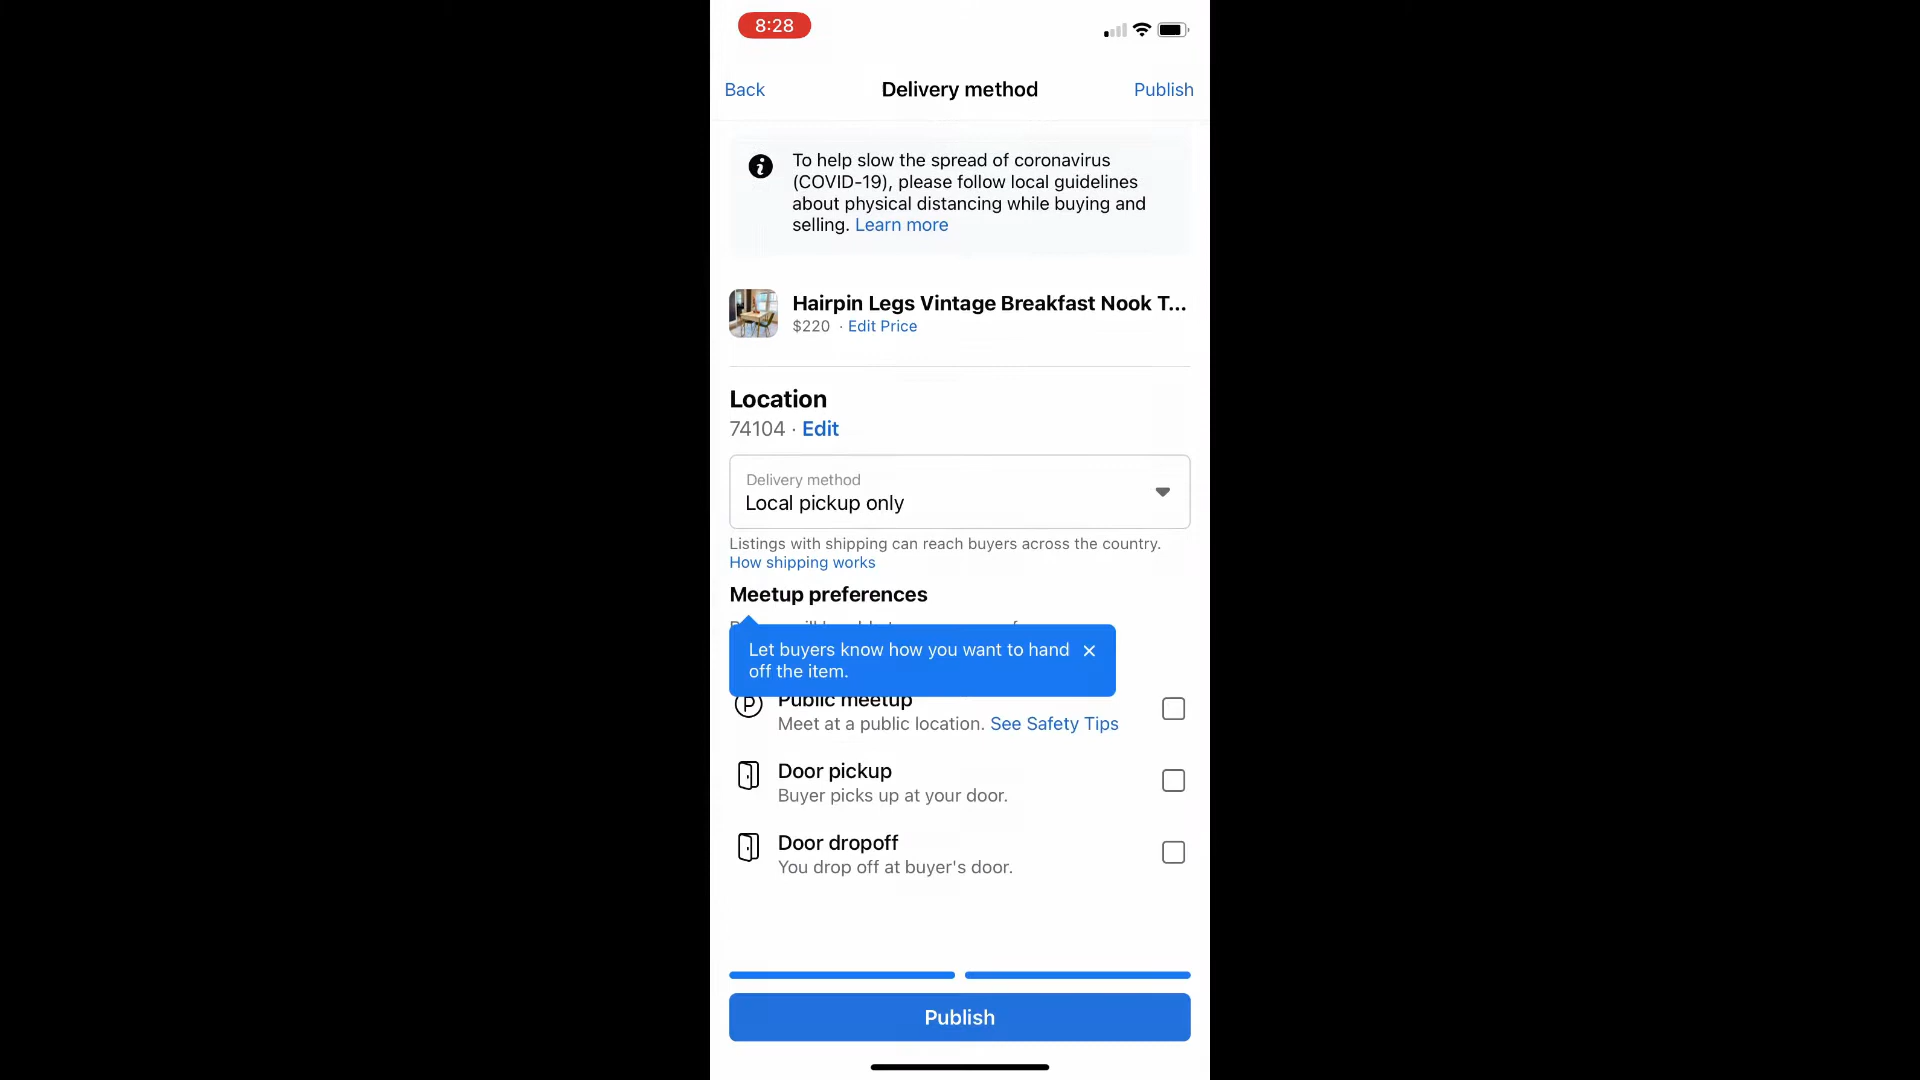 8:28
Back
Delivery method
Publish
To help slow the spread of coronavirus
(COVID-19), please follow local guidelines
about physical distancing while buying and
selling. Learn more
Hairpin Legs Vintage Breakfast Nook T...
$220 · Edit Price
Location
74104 · Edit
Delivery method
Local pickup only
Listings with shipping can reach buyers across the country.
How shipping works
Meetup preferences
Let buyers know how you want to hand
off the item.
Public meetup
Meet at a public location. See Safety Tips
Door pickup
Buyer picks up at your door.
Door dropoff
You drop off at buyer's door.
Publish